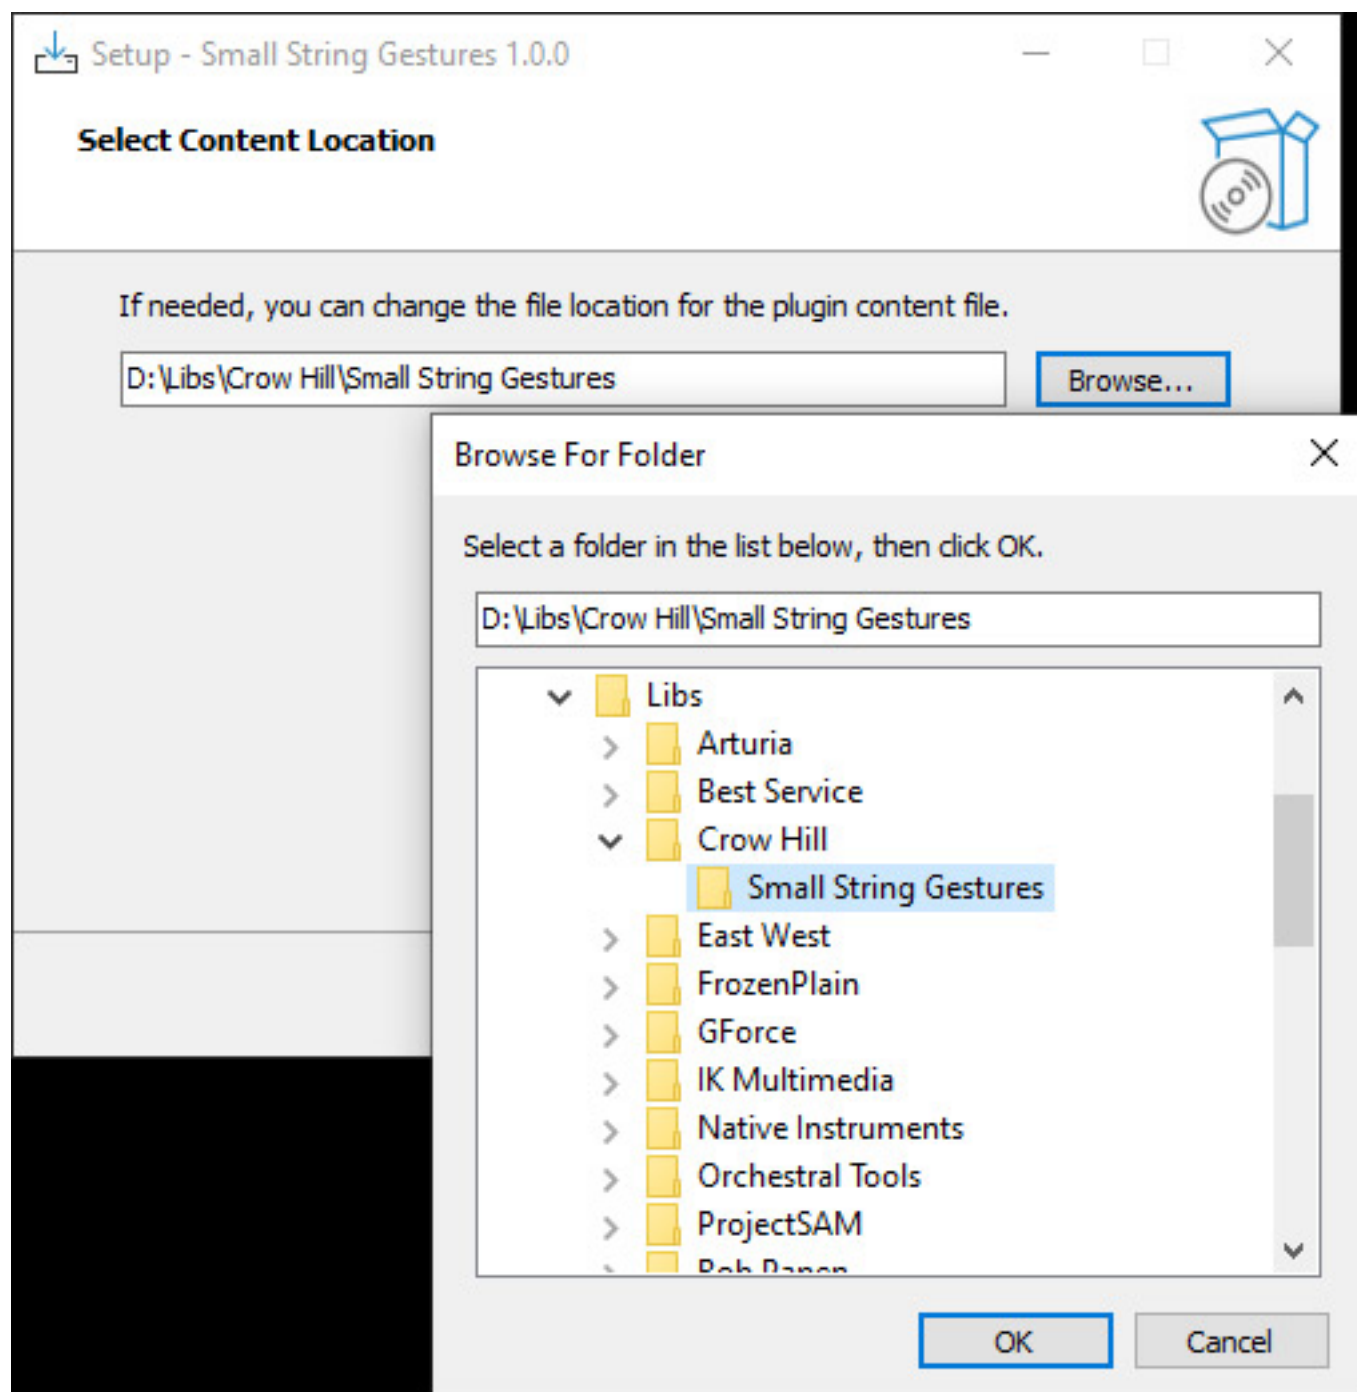 Setup - Small String Gestures 1.0.0
Select Content Location
If needed, you can change the file location for the plugin content file.
D:\Libs\Crow Hill\Small String Gestures
Browse...
Browse For Folder
Select a folder in the list below, then click OK.
D:\Libs\Crow Hill\Small String Gestures
Libs
Arturia
Best Service
Crow Hill
Small String Gestures
East West
FrozenPlain
GForce
IK Multimedia
Native Instruments
Orchestral Tools
ProjectSAM
OK
Cancel